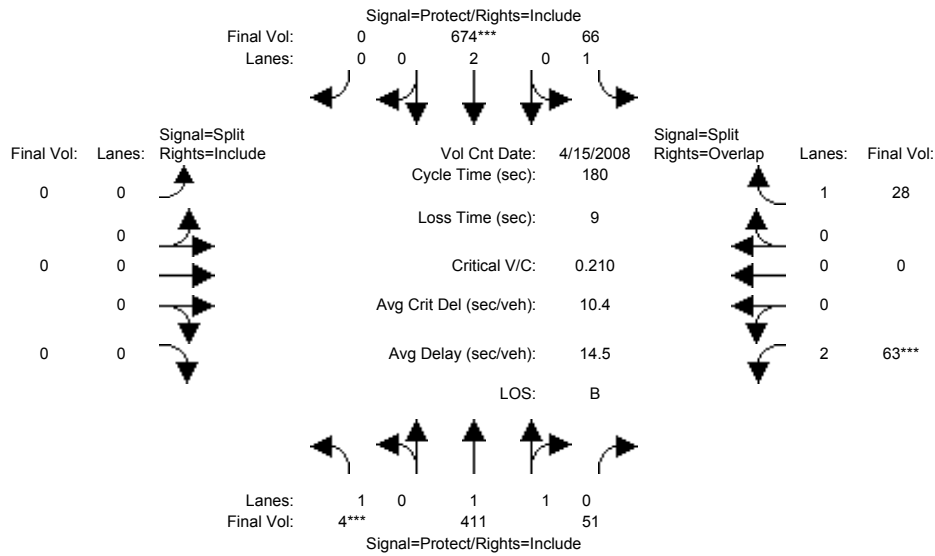 Signal=Protect/Rights=Include
Final Vol: 0 674*** 66
Lanes: 0 0 2 0 1
Signal=Split Signal=Split
Final Vol: Lanes: Rights=Include Vol Cnt Date: 4/15/2008 Rights=Overlap Lanes: Final Vol:
Cycle Time (sec): 180
0 0 1 28
Loss Time (sec): 9
0 0
0 0 Critical V/C: 0.210 0 0
0 Avg Crit Del (sec/veh): 10.4 0
0 0 Avg Delay (sec/veh): 14.5 2 63***
LOS: B
Lanes: 1 0 1 1 0
Final Vol: 4*** 411 51
Signal=Protect/Rights=Include